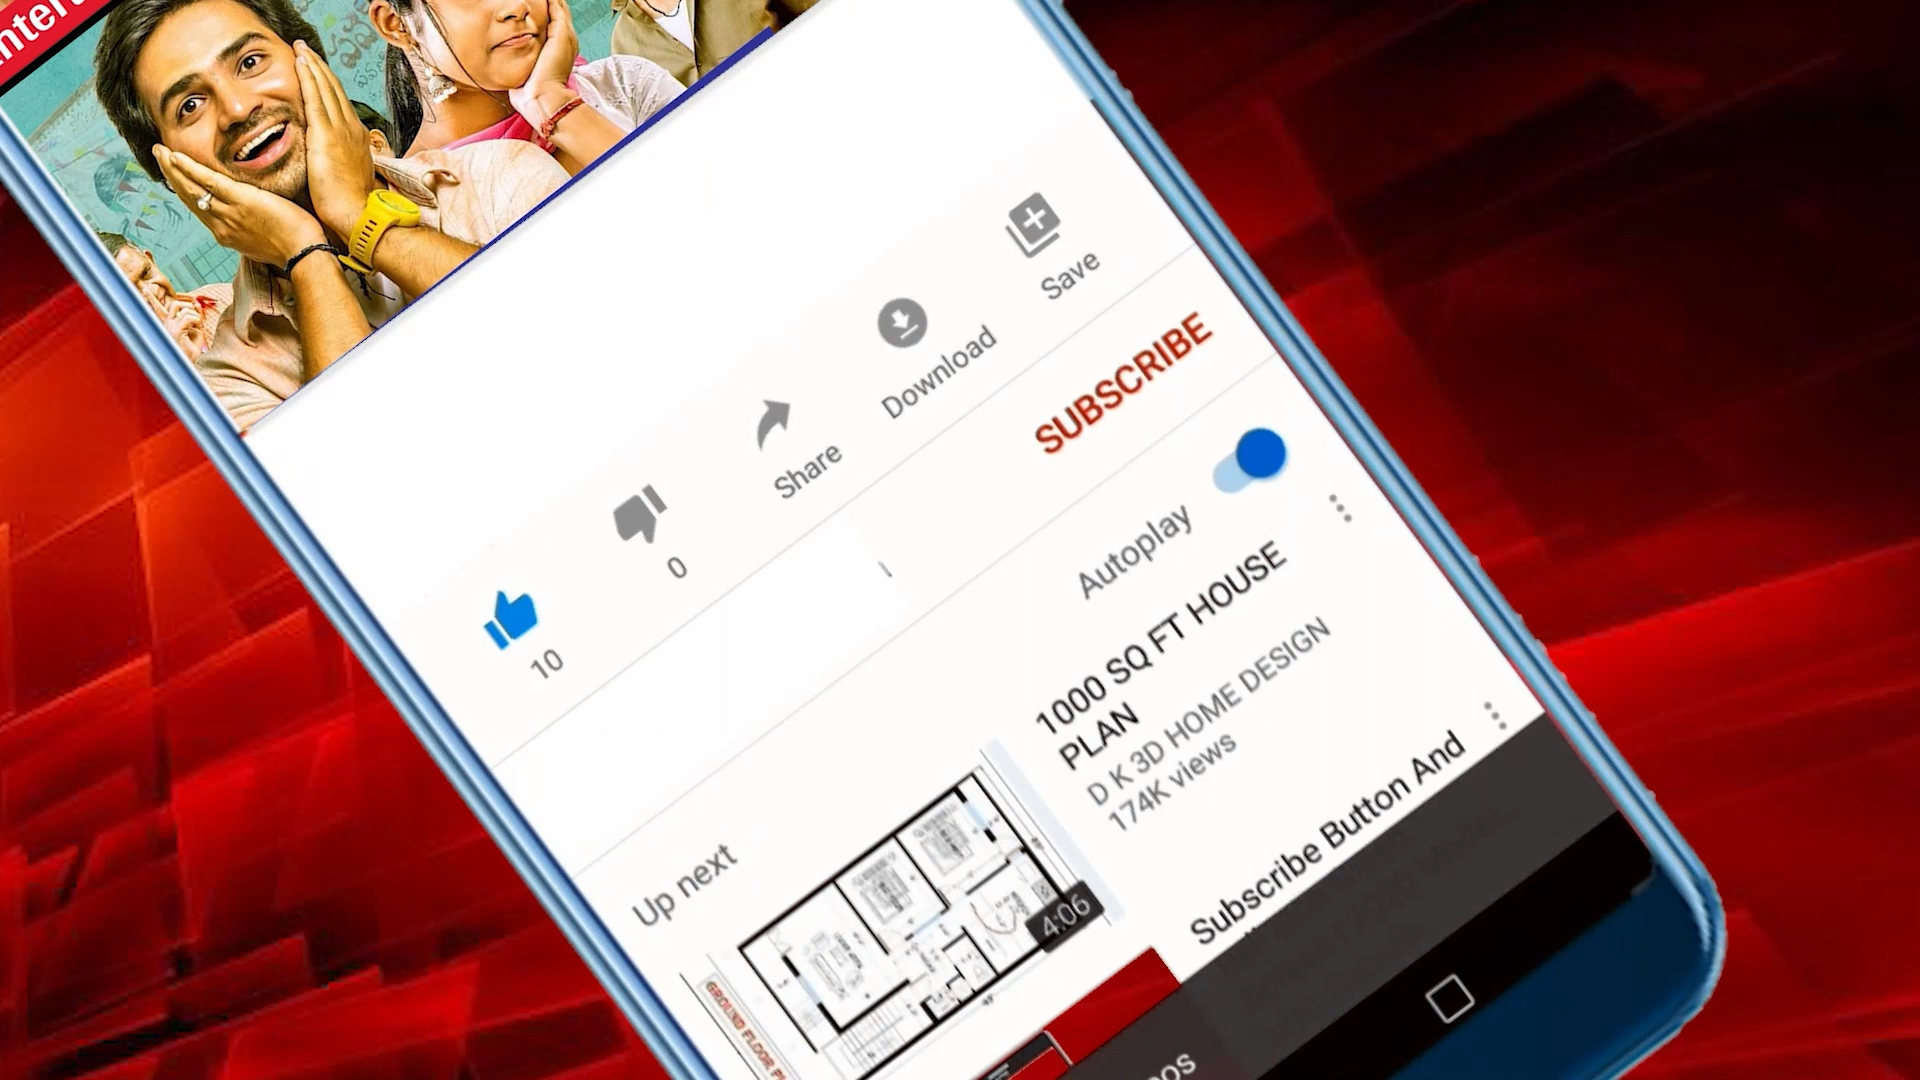 Save
Download
Share
0
10
SUBSCRIBE
Autoplay
Up next
1000 SQ FT HOUSE
PLAN
D K 3D HOME DESIGN
174K views
4:06
Subscribe Button And